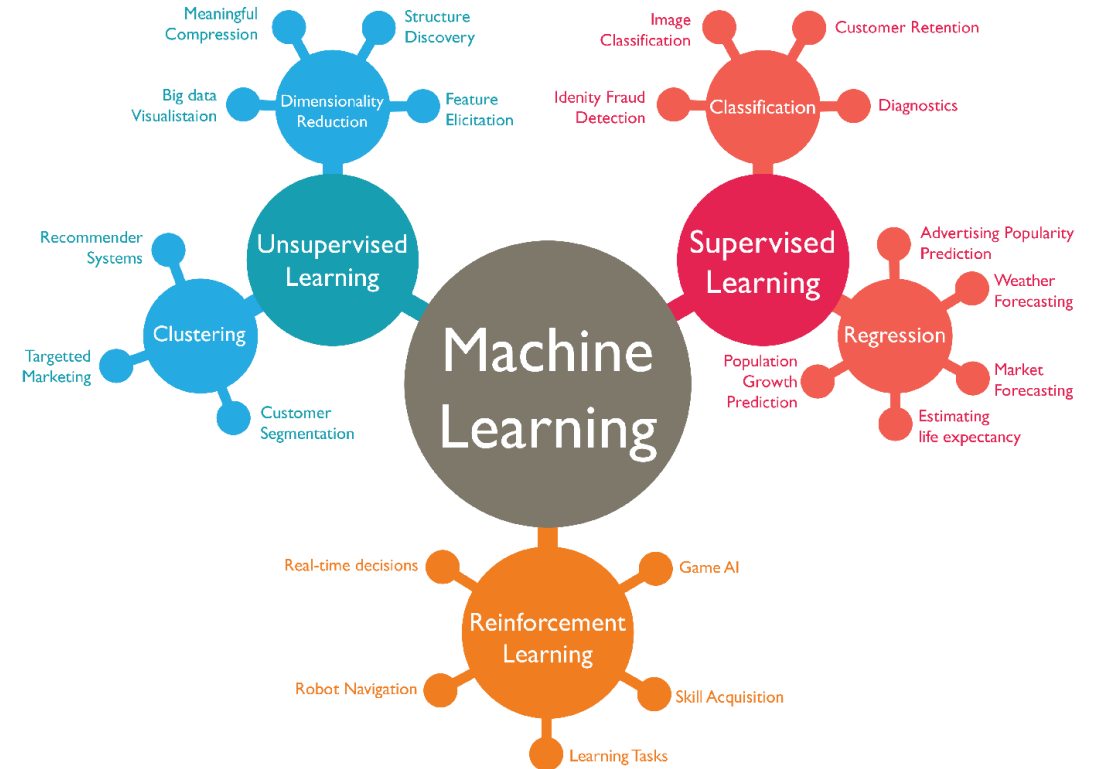 Meaningful
Compression
Structure
Discovery
Big data
Visualistaion
Dimensionality
Reduction
Feature
Elicitation
Image
Classification
Customer Retention
Idenity Fraud
Detection
Classification
Diagnostics
Unsupervised
Learning
Supervised
Learning
Recommender
Systems
Clustering
Targetted
Marketing
Customer
Segmentation
Machine
Learning
Advertising Popularity
Prediction
Weather
Forecasting
Regression
Population
Growth
Prediction
Market
Forecasting
Estimating
life expectancy
Real-time decisions
Game AI
Reinforcement
Learning
Robot Navigation
Skill Acquisition
Learning Tasks